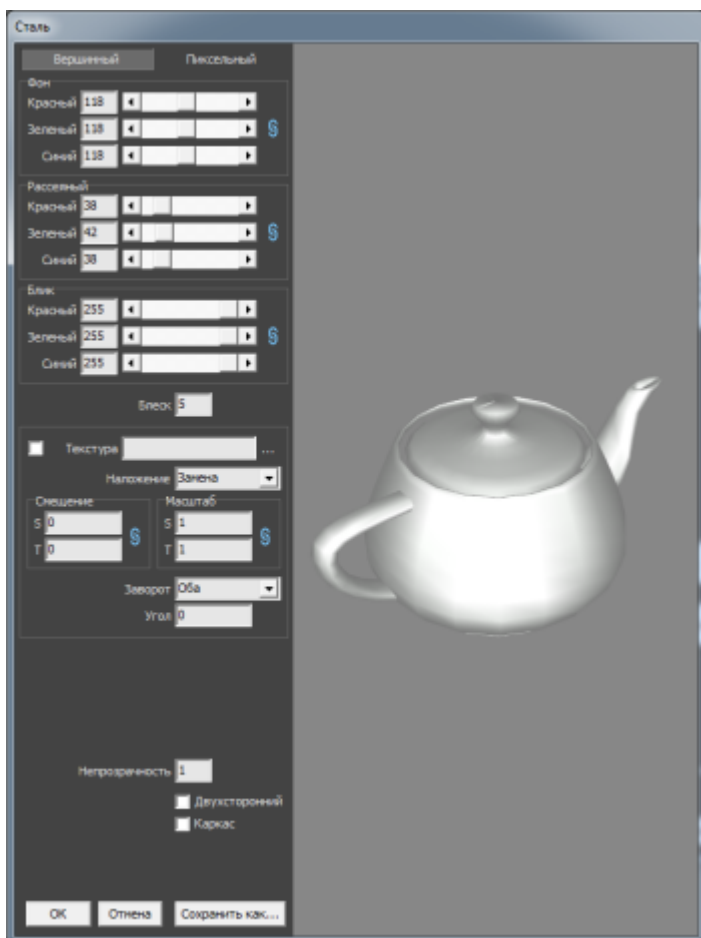 Сталь
Вершинный Пиксельный
Фон
Красный 118
Зеленый 118
Синий 118
Рассеяный
Красный 38
Зеленый 42
Синий 38
Блик
Красный 255
Зеленый 255
Синий 255
Блеск 5
Текстура ...
Наложение Замена
Смещение Масштаб
S 0 S 1
T 0 T 1
Заворот Оба
Угол 0
Непрозрачность 1
Двухсторонний
Каркас
OK Отмена Сохранить как...